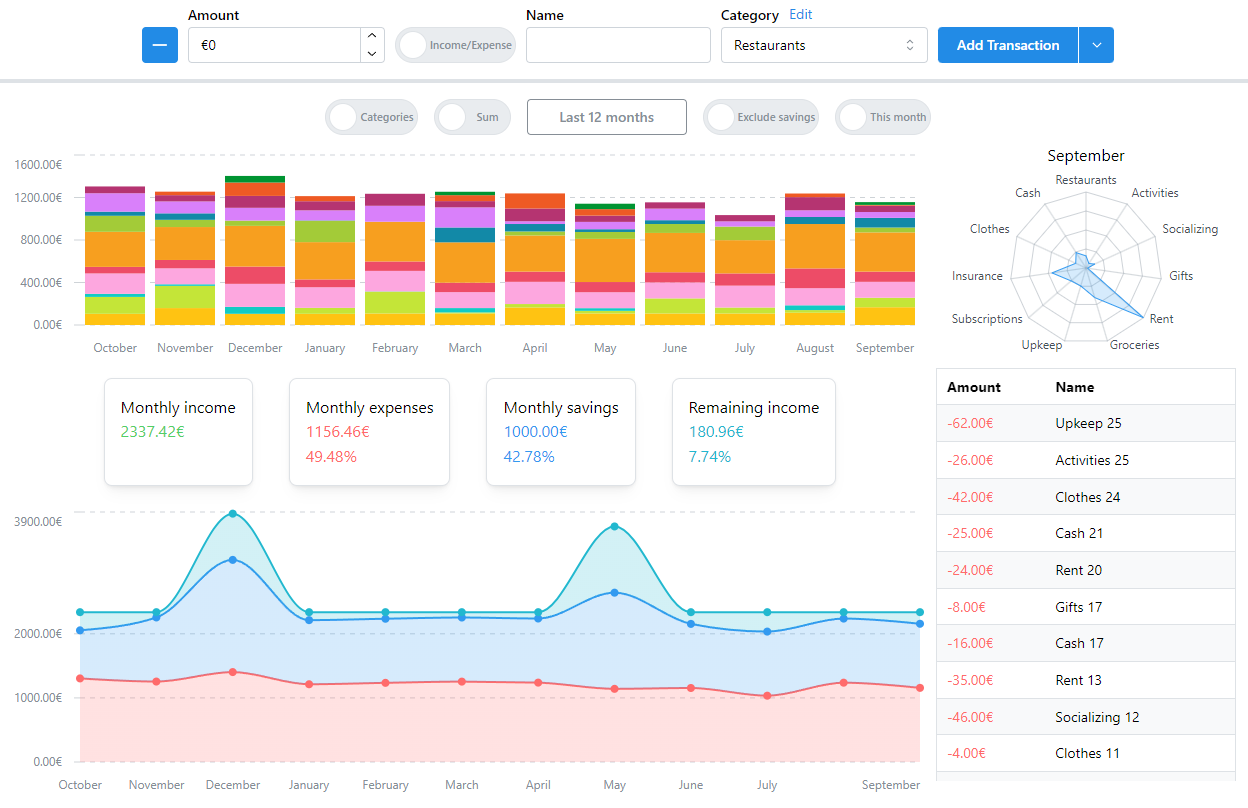 Amount
Name
Category Edit
€0
Income/Expense
Restaurants
Add Transaction
Categories
Sum
Last 12 months
Exclude savings
This month
1600.00€
1200.00€
800.00€
400.00€
0.00€
October November December January February March April May June July August September
September
Restaurants
Activities
Socializing
Gifts
Rent
Groceries
Upkeep
Subscriptions
Insurance
Clothes
Cash
Monthly income
2337.42€
Monthly expenses
1156.46€
49.48%
Monthly savings
1000.00€
42.78%
Remaining income
180.96€
7.74%
3900.00€
2000.00€
1000.00€
0.00€
October November December January February March April May June July September
Amount Name
-62.00€ Upkeep 25
-26.00€ Activities 25
-42.00€ Clothes 24
-25.00€ Cash 21
-24.00€ Rent 20
-8.00€ Gifts 17
-16.00€ Cash 17
-35.00€ Rent 13
-46.00€ Socializing 12
-4.00€ Clothes 11